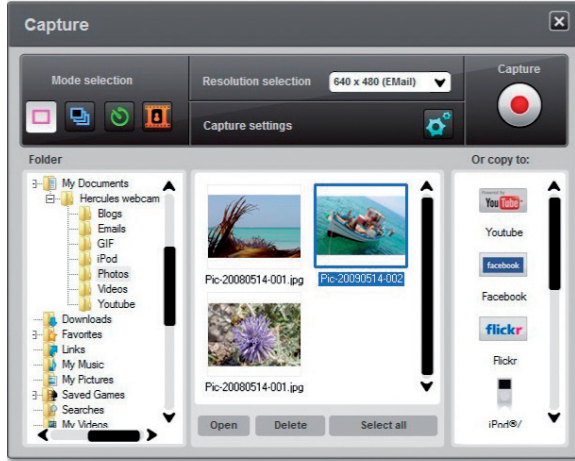 Capture
Mode selection
Resolution selection
640 x 480 (EMail)
Capture
Capture settings
Folder
Or copy to:
My Documents
Hercules webcam
Blogs
Emails
GIF
iPod
Photos
Videos
Youtube
Downloads
Favorites
Links
My Music
My Pictures
Saved Games
Searches
My Videos
Pic-20080514-001.jpg
Pic-20090514-002
Pic-20080514-001.jpg
Open
Delete
Select all
Powered by
YouTube
Youtube
facebook
Facebook
flickr
Flickr
iPod®/